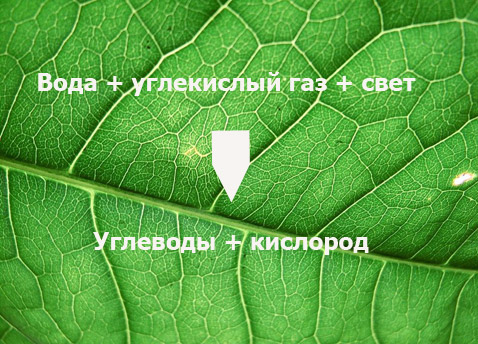 Вода + углекислый газ + свет
Углеводы + кислород